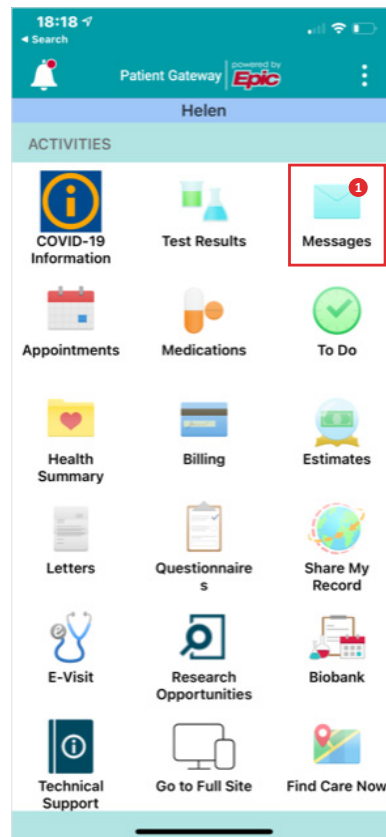 18:18
Search
Patient Gateway
powered by
Epic
Helen
ACTIVITIES
COVID-19
Information
Test Results
1
Messages
Appointments
Medications
To Do
Health
Summary
Billing
Estimates
Letters
Questionnaire
s
Share My
Record
E-Visit
Research
Opportunities
Biobank
Technical
Support
Go to Full Site
Find Care Now